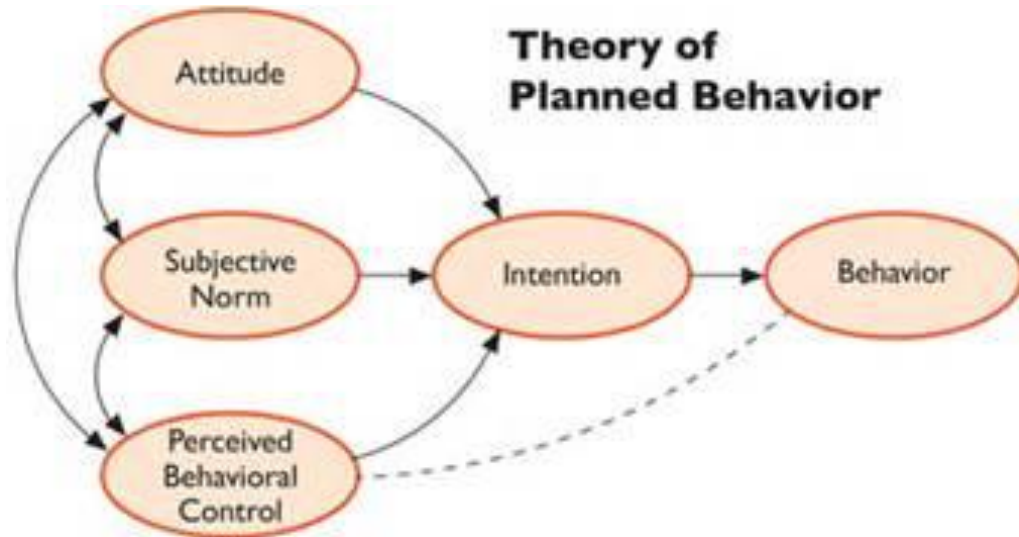 Theory of
Planned Behavior
Attitude
Subjective
Norm
Intention
Behavior
Perceived
Behavioral
Control